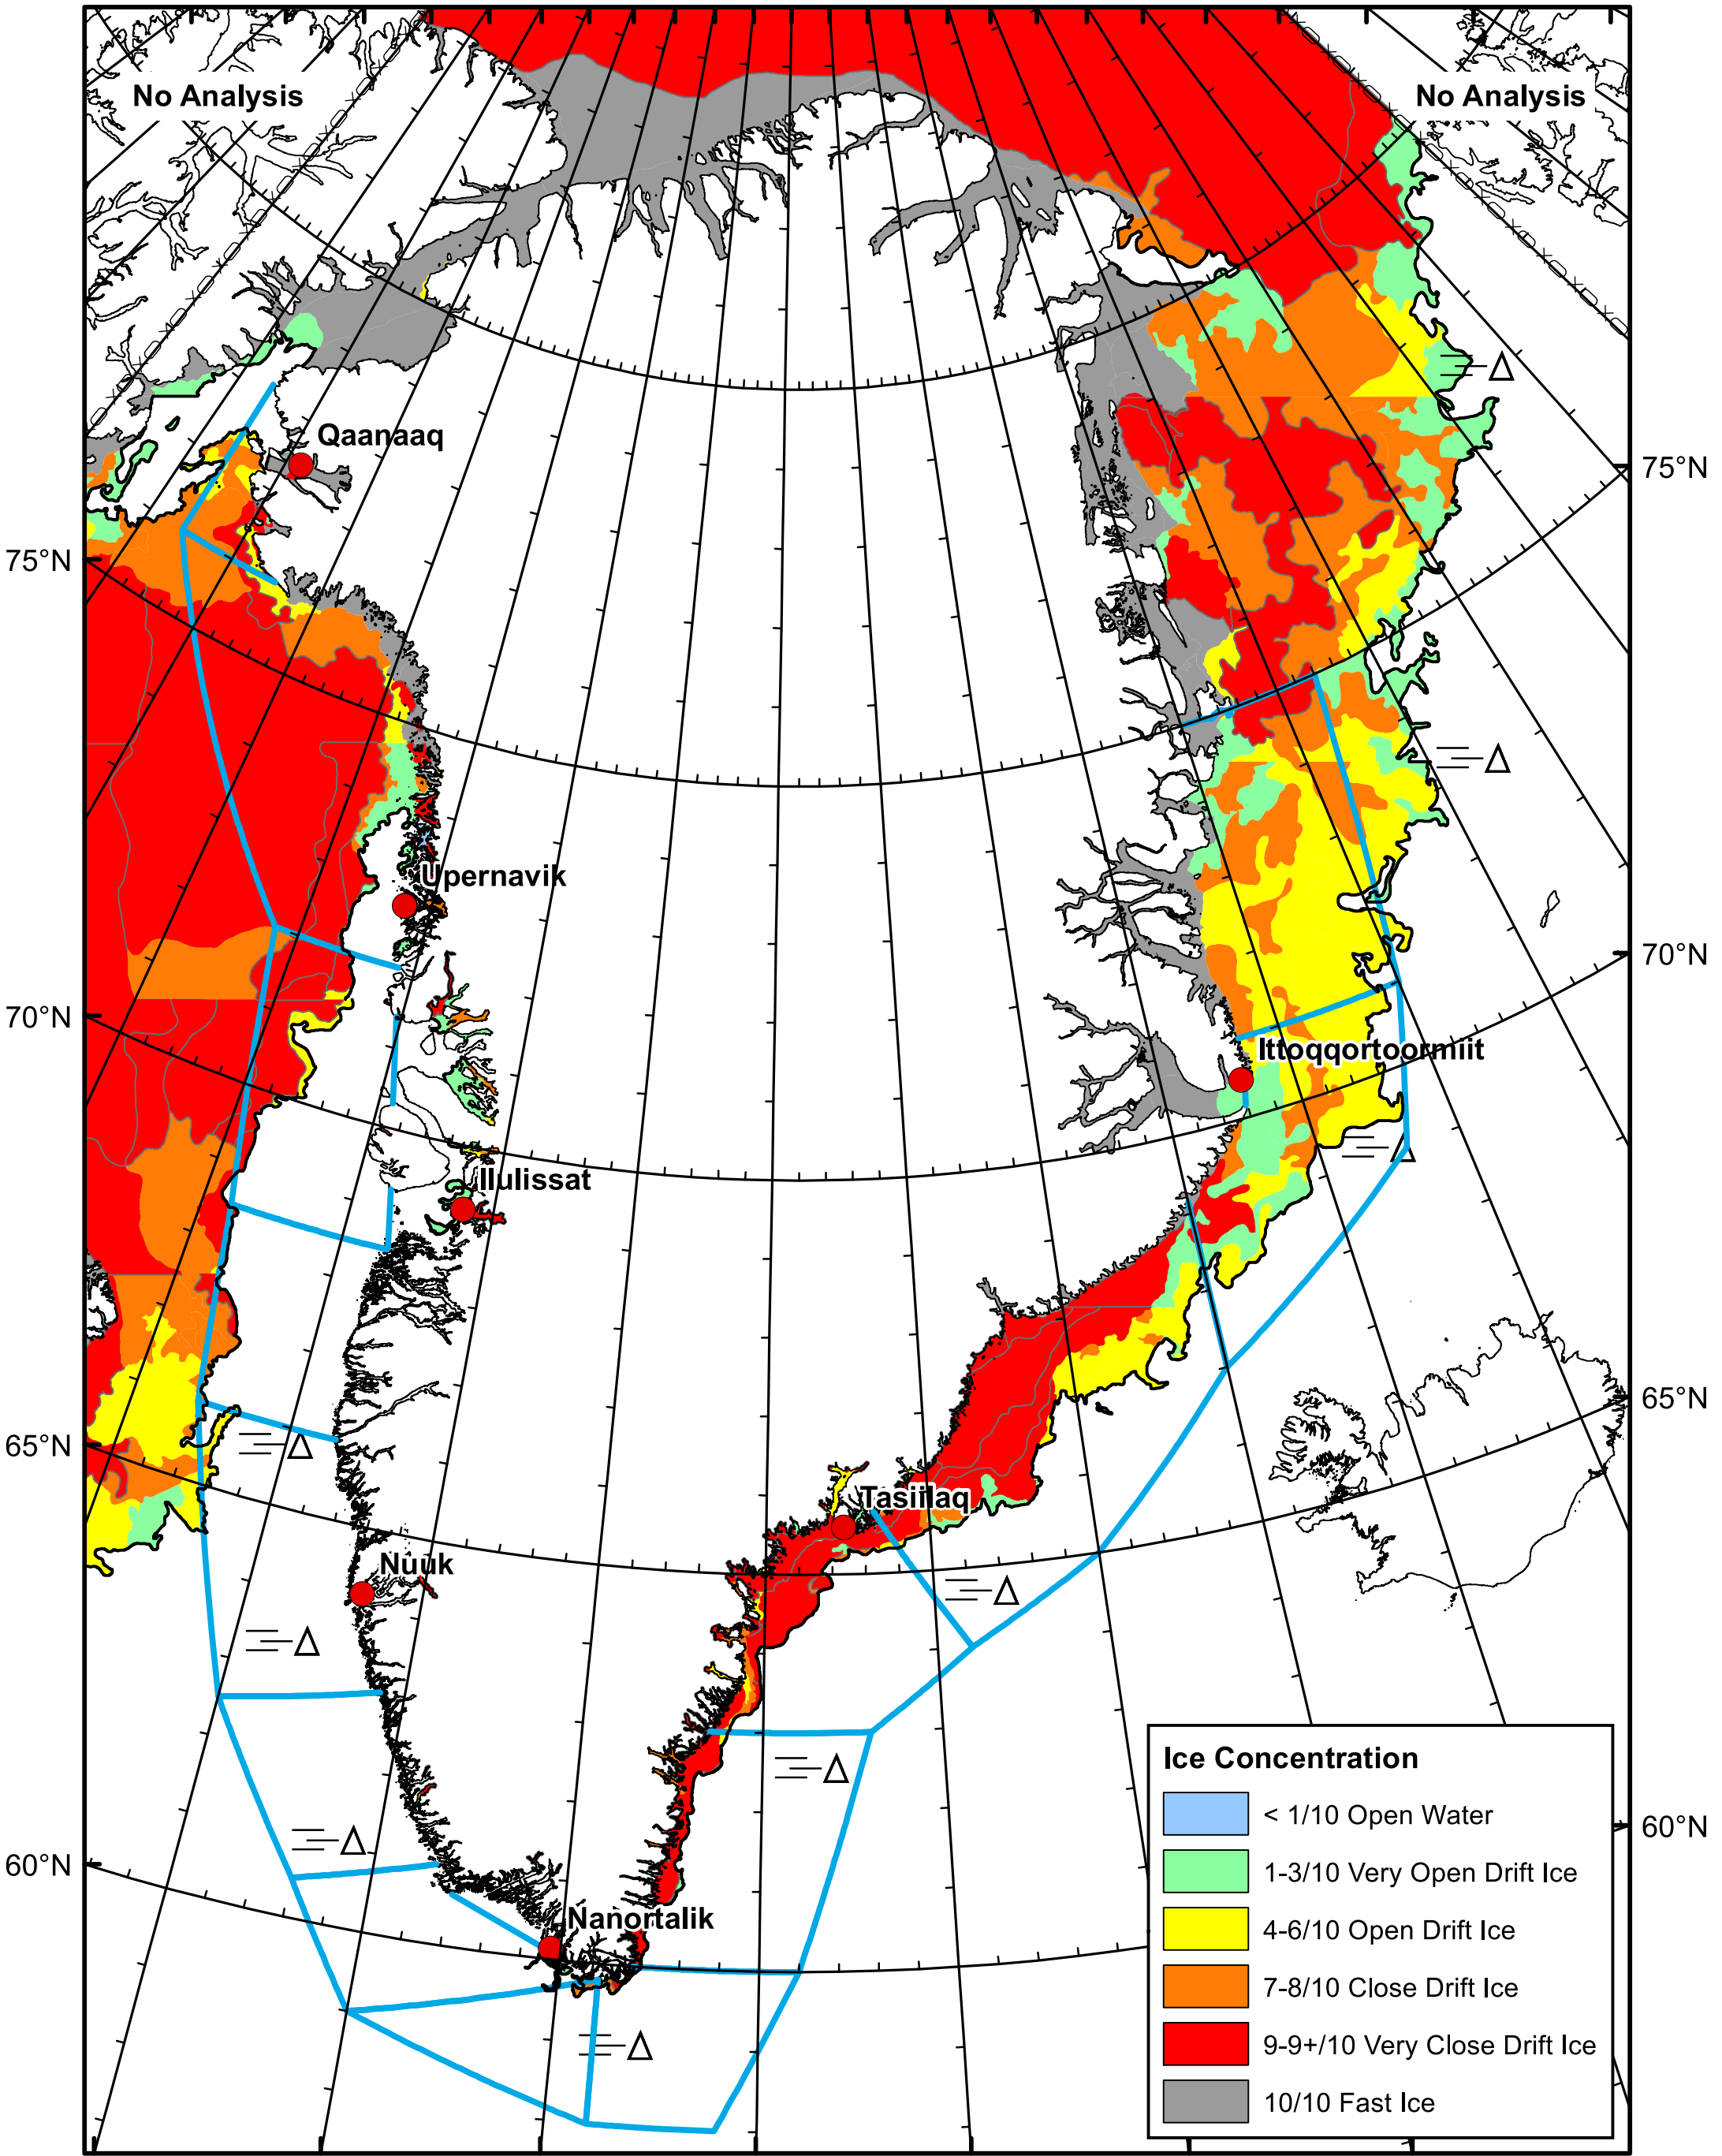 No Analysis
No Analysis
Qaanaaq
75°N
75°N
Upernavik
70°N
70°N
Ittoqqortoormiit
Ilulissat
65°N
65°N
Tasiilaq
Nuuk
60°N
60°N
Nanortalik
Ice Concentration
< 1/10 Open Water
1-3/10 Very Open Drift Ice
4-6/10 Open Drift Ice
7-8/10 Close Drift Ice
9-9+/10 Very Close Drift Ice
10/10 Fast Ice